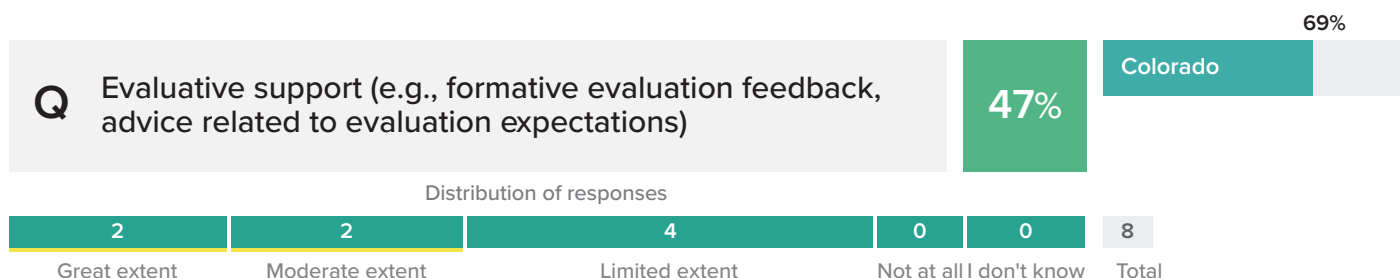 69%
Q
Evaluative support (e.g., formative evaluation feedback,
advice related to evaluation expectations)
47%
Colorado
Distribution of responses
2 2 4 0 0 8
Great extent Moderate extent Limited extent Not at all I don't know Total